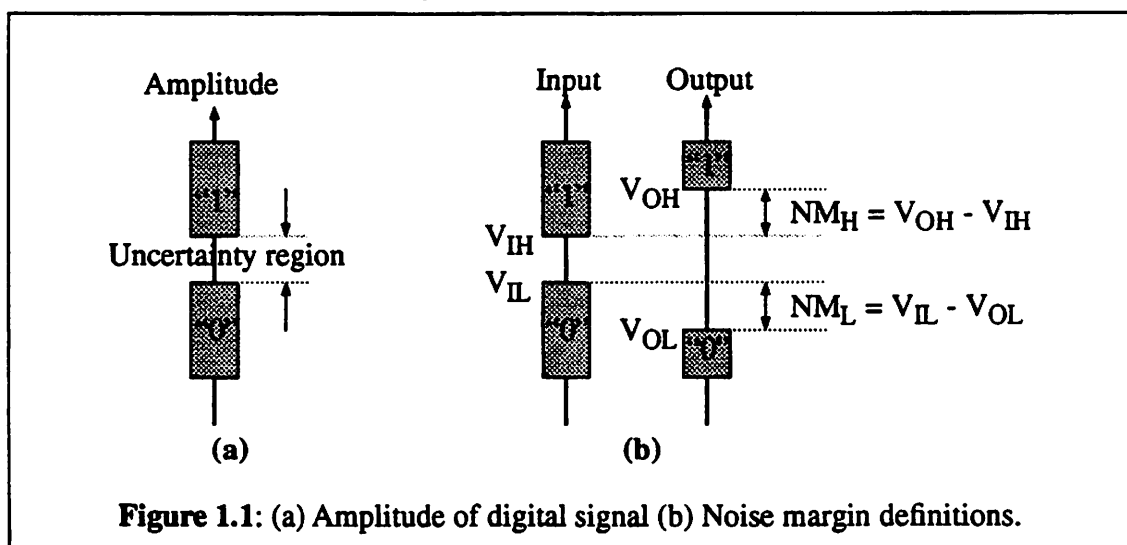 Amplitude
"1"
Uncertainty region
"0"
(a)
Input Output
"1" "1"
V_OH
NM_H = V_OH - V_IH
V_IH
V_IL
NM_L = V_IL - V_OL
V_OL
"0" "0"
(b)
Figure 1.1: (a) Amplitude of digital signal (b) Noise margin definitions.